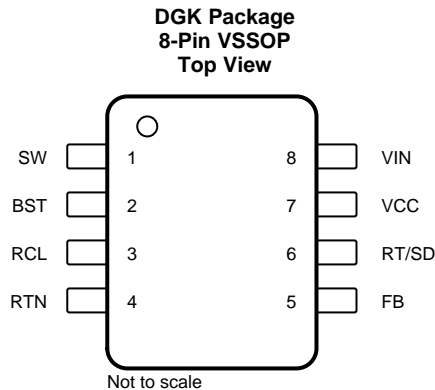 DGK Package
8-Pin VSSOP
Top View
SW 1 8 VIN
BST 2 7 VCC
RCL 3 6 RT/SD
RTN 4 5 FB
Not to scale